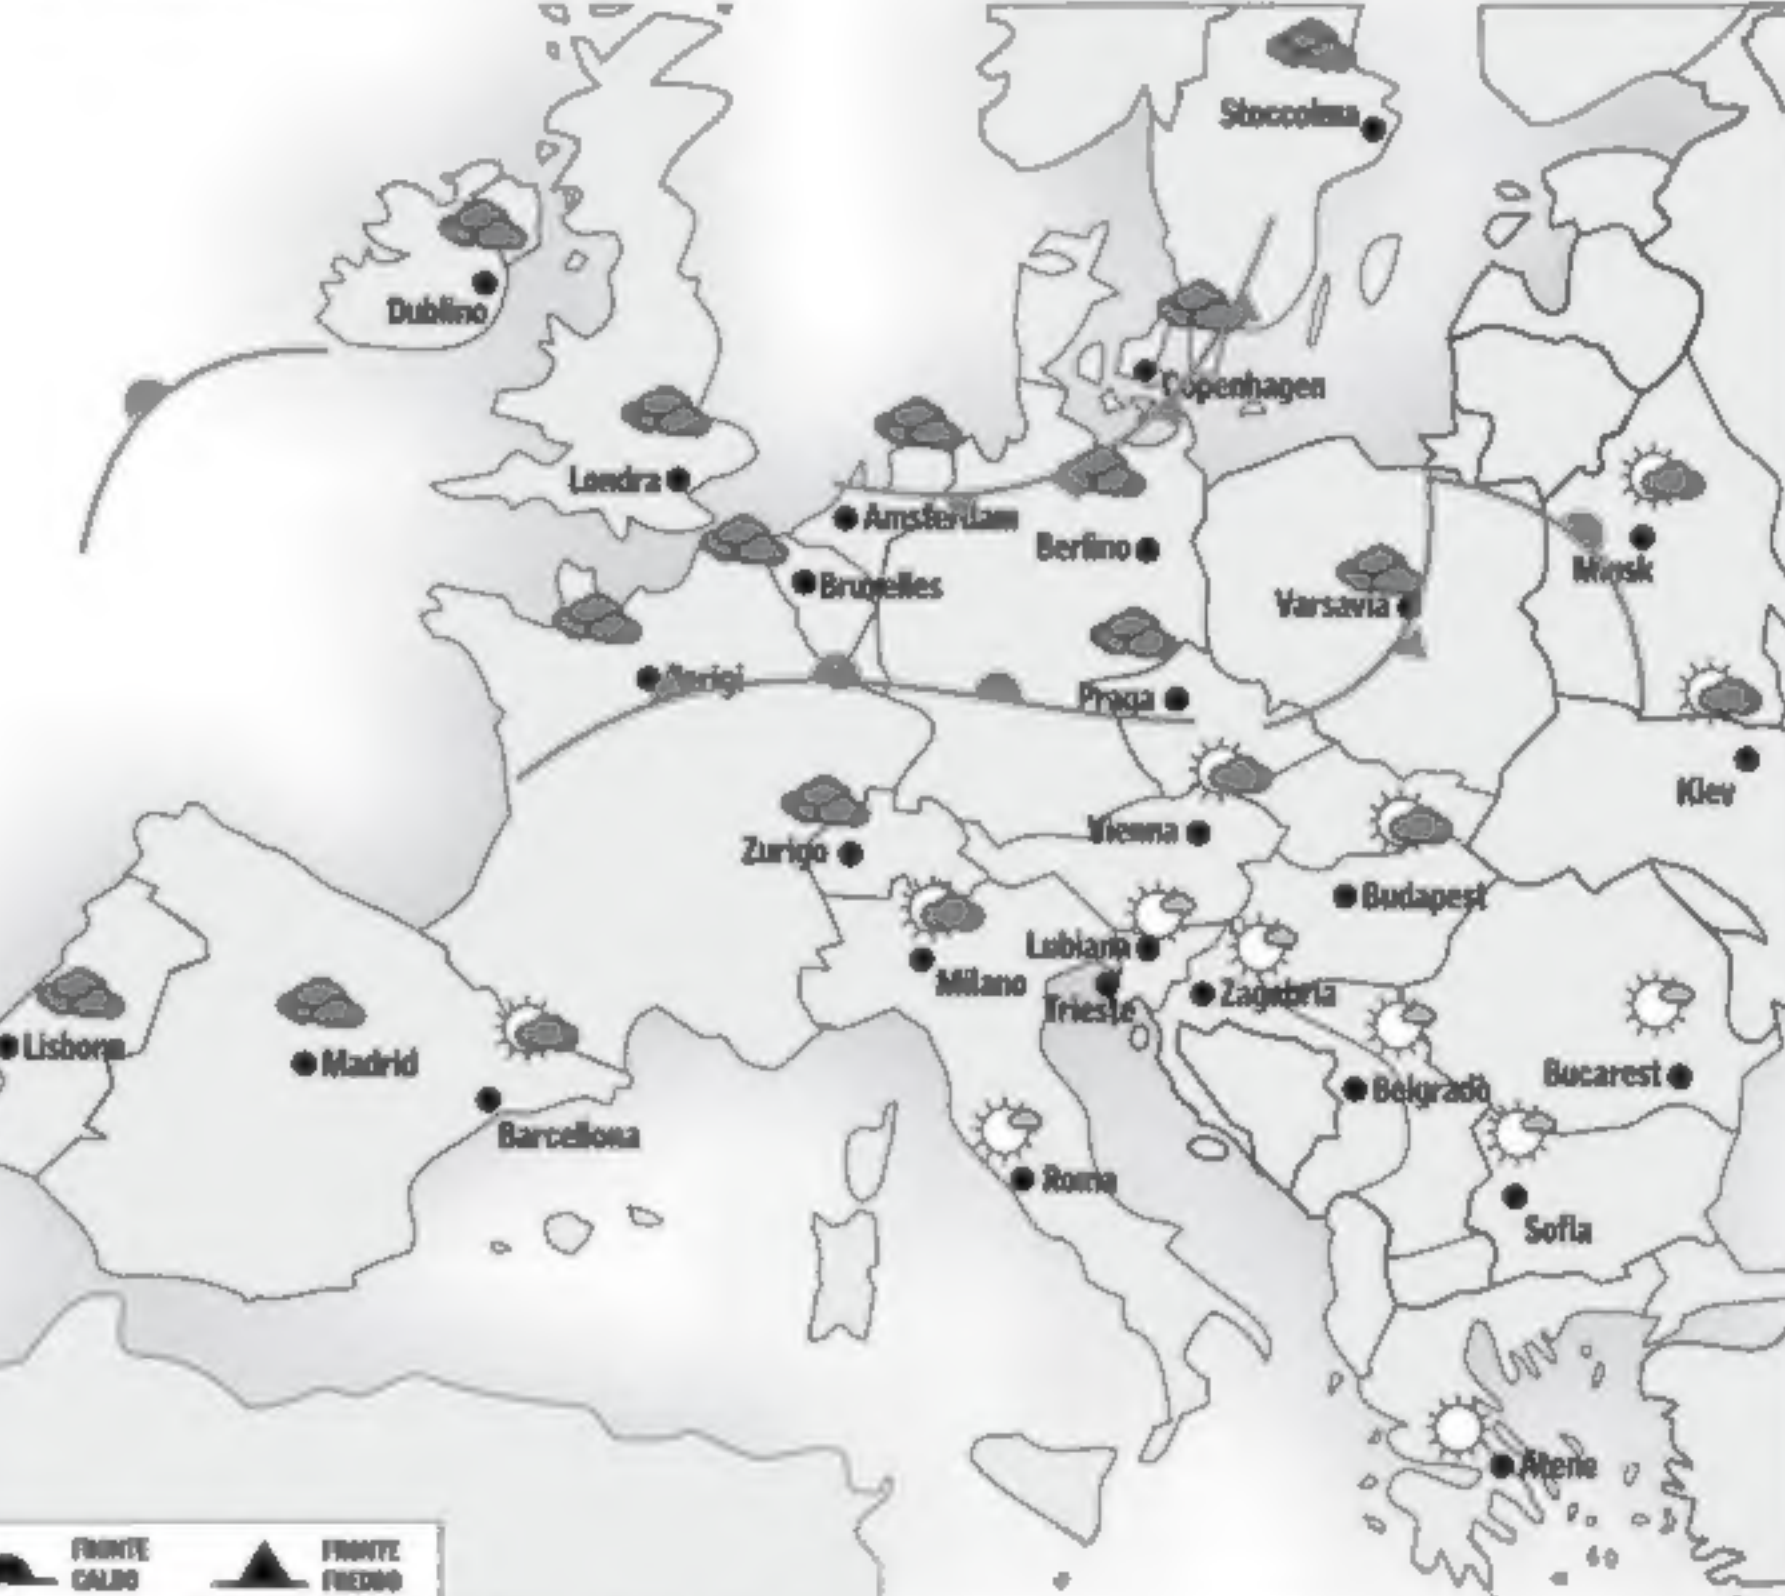 Stoccolma
Dublino
Copenhagen
Londra
Amsterdam
Berlino
Bruxelles
Minsk
Varsavia
Parigi
Praga
Kiev
Vienna
Zurigo
Budapest
Lubiana
Milano
Trieste
Zagabria
Lisbona
Madrid
Bucarest
Belgrado
Barcellona
Roma
Sofia
Atene
FRONTE
CALDO
FRONTE
FREDDO